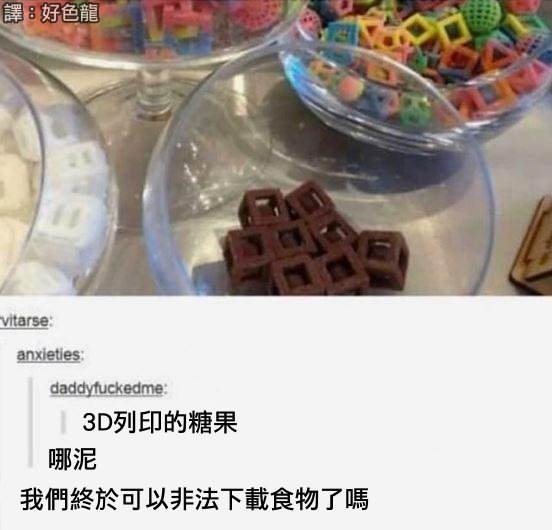 譯：好色龍
vitarse:
anxieties:
daddyfuckedme:
3D列印的糖果
哪泥
我們終於可以非法下載食物了嗎